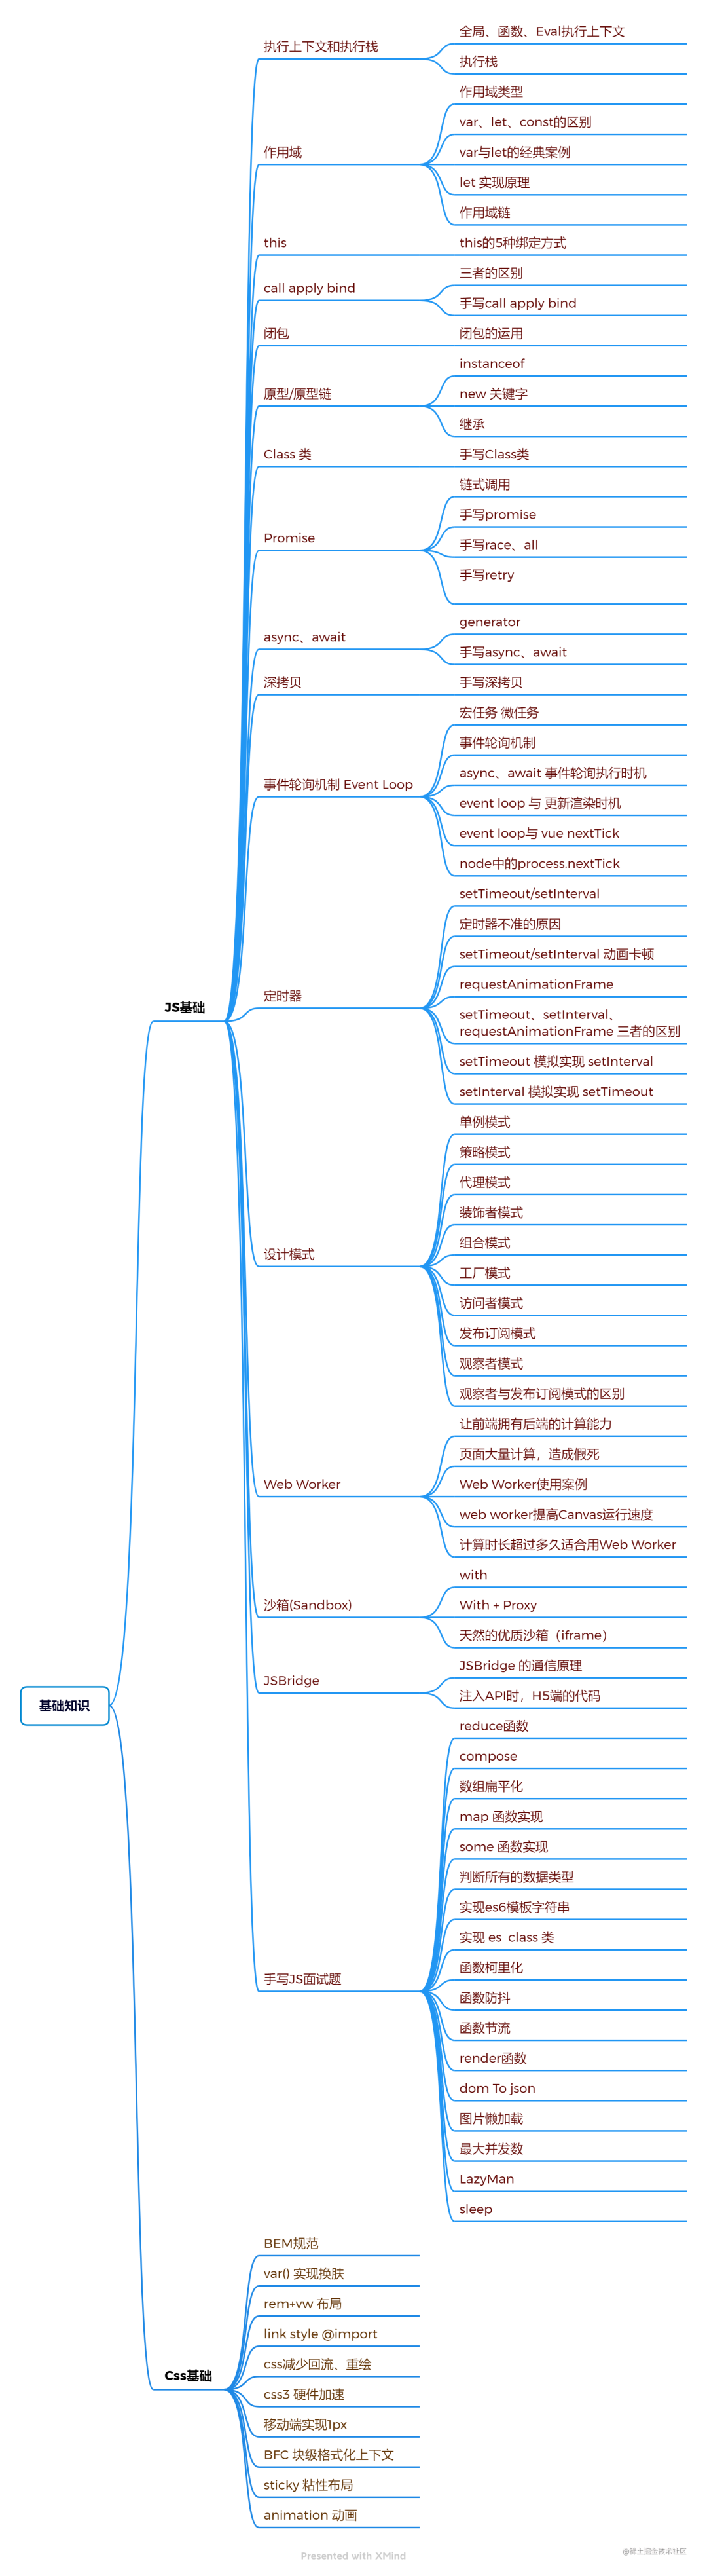 执行上下文和执行栈
全局、函数、Eval执行上下文
执行栈
作用域
作用域类型
var、let、const的区别
var与let的经典案例
let 实现原理
作用域链
this
this的5种绑定方式
call apply bind
三者的区别
手写call apply bind
闭包
闭包的运用
原型/原型链
instanceof
new 关键字
继承
Class 类
手写Class类
Promise
链式调用
手写promise
手写race、all
手写retry
async、await
generator
手写async、await
深拷贝
手写深拷贝
事件轮询机制 Event Loop
宏任务 微任务
事件轮询机制
async、await 事件轮询执行时机
event loop 与 更新渲染时机
event loop与 vue nextTick
node中的process.nextTick
JS基础
定时器
setTimeout/setInterval
定时器不准的原因
setTimeout/setInterval 动画卡顿
requestAnimationFrame
setTimeout、setInterval、
requestAnimationFrame 三者的区别
setTimeout 模拟实现 setInterval
setInterval 模拟实现 setTimeout
设计模式
单例模式
策略模式
代理模式
装饰者模式
组合模式
工厂模式
访问者模式
发布订阅模式
观察者模式
观察者与发布订阅模式的区别
Web Worker
让前端拥有后端的计算能力
页面大量计算，造成假死
Web Worker使用案例
web worker提高Canvas运行速度
计算时长超过多久适合用Web Worker
沙箱(Sandbox)
with
With + Proxy
天然的优质沙箱（iframe）
JSBridge
JSBridge 的通信原理
注入API时，H5端的代码
基础知识
手写JS面试题
reduce函数
compose
数组扁平化
map 函数实现
some 函数实现
判断所有的数据类型
实现es6模板字符串
实现 es  class 类
函数柯里化
函数防抖
函数节流
render函数
dom To json
图片懒加载
最大并发数
LazyMan
sleep
Css基础
BEM规范
var() 实现换肤
rem+vw 布局
link style @import
css减少回流、重绘
css3 硬件加速
移动端实现1px
BFC 块级格式化上下文
sticky 粘性布局
animation 动画
Presented with XMind
@稀土掘金技术社区